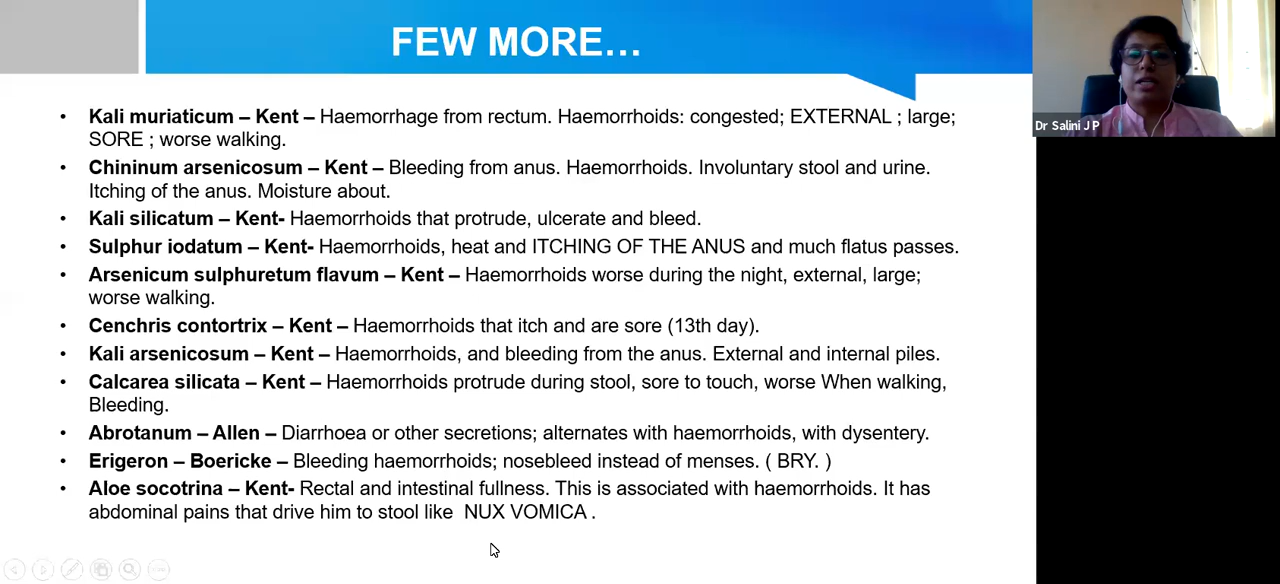 FEW MORE...
• Kali muriaticum – Kent – Haemorrhage from rectum. Haemorrhoids: congested; EXTERNAL ; large;
SORE ; worse walking.
• Chininum arsenicosum – Kent – Bleeding from anus. Haemorrhoids. Involuntary stool and urine.
Itching of the anus. Moisture about.
• Kali silicatum – Kent- Haemorrhoids that protrude, ulcerate and bleed.
• Sulphur iodatum – Kent- Haemorrhoids, heat and ITCHING OF THE ANUS and much flatus passes.
• Arsenicum sulphuretum flavum – Kent – Haemorrhoids worse during the night, external, large;
worse walking.
• Cenchris contortrix – Kent – Haemorrhoids that itch and are sore (13th day).
• Kali arsenicosum – Kent – Haemorrhoids, and bleeding from the anus. External and internal piles.
• Calcarea silicata – Kent – Haemorrhoids protrude during stool, sore to touch, worse When walking,
Bleeding.
• Abrotanum – Allen – Diarrhoea or other secretions; alternates with haemorrhoids, with dysentery.
• Erigeron – Boericke – Bleeding haemorrhoids; nosebleed instead of menses. ( BRY. )
• Aloe socotrina – Kent- Rectal and intestinal fullness. This is associated with haemorrhoids. It has
abdominal pains that drive him to stool like NUX VOMICA .
Dr Salini J P